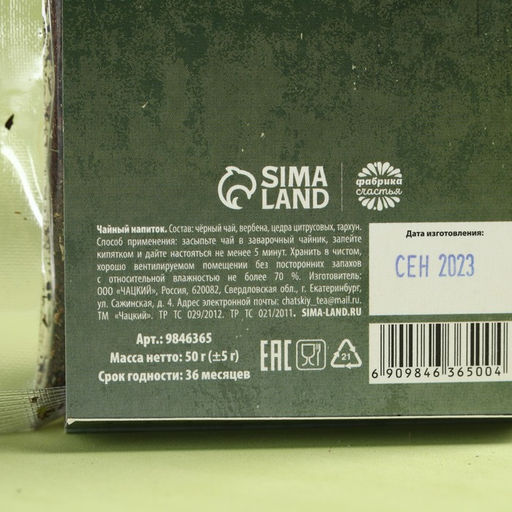 SIMA
LAND
фабрика
счастья
Чайный напиток. Состав: чёрный чай, вербена, цедра цитрусовых, тархун.
Способ применения: засыпьте чай в заварочный чайник, залейте
кипятком и дайте настояться не менее 5 минут. Хранить в чистом,
хорошо вентилируемом помещении без посторонних запахов
с относительной влажностью не более 70 %. Изготовитель:
ООО «ЧАЦКИЙ», Россия, 620082, Свердловская обл., г. Екатеринбург,
ул. Сажинская, д. 4. Адрес электронной почты: chatskiy_tea@mail.ru.
ТМ "Чацкий". ТР ТС 029/2012. ТР ТС 021/2011. SIMA-LAND.RU
Арт.: 9846365
Масса нетто: 50 г (±5 г)
Срок годности: 36 месяцев
EAC
21
Дата изготовления:
СЕН 2023
6 909846 365004